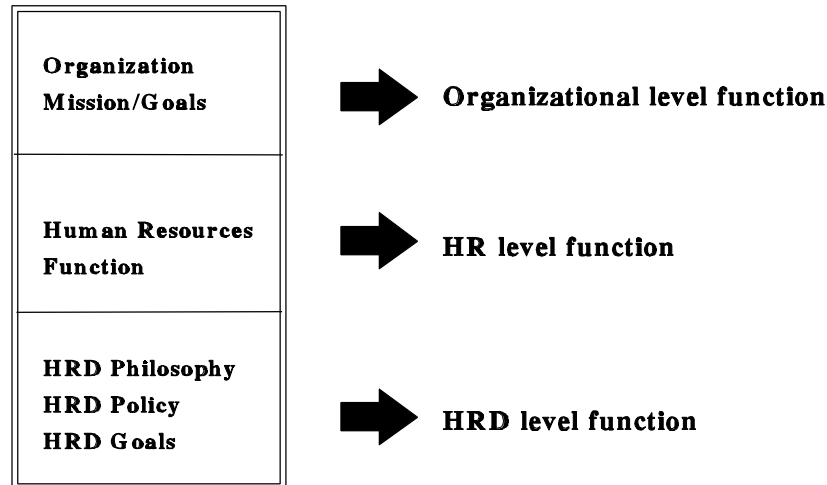 Organization
Mission/Goals
Organizational level function
Human Resources
Function
HR level function
HRD Philosophy
HRD Policy
HRD Goals
HRD level function